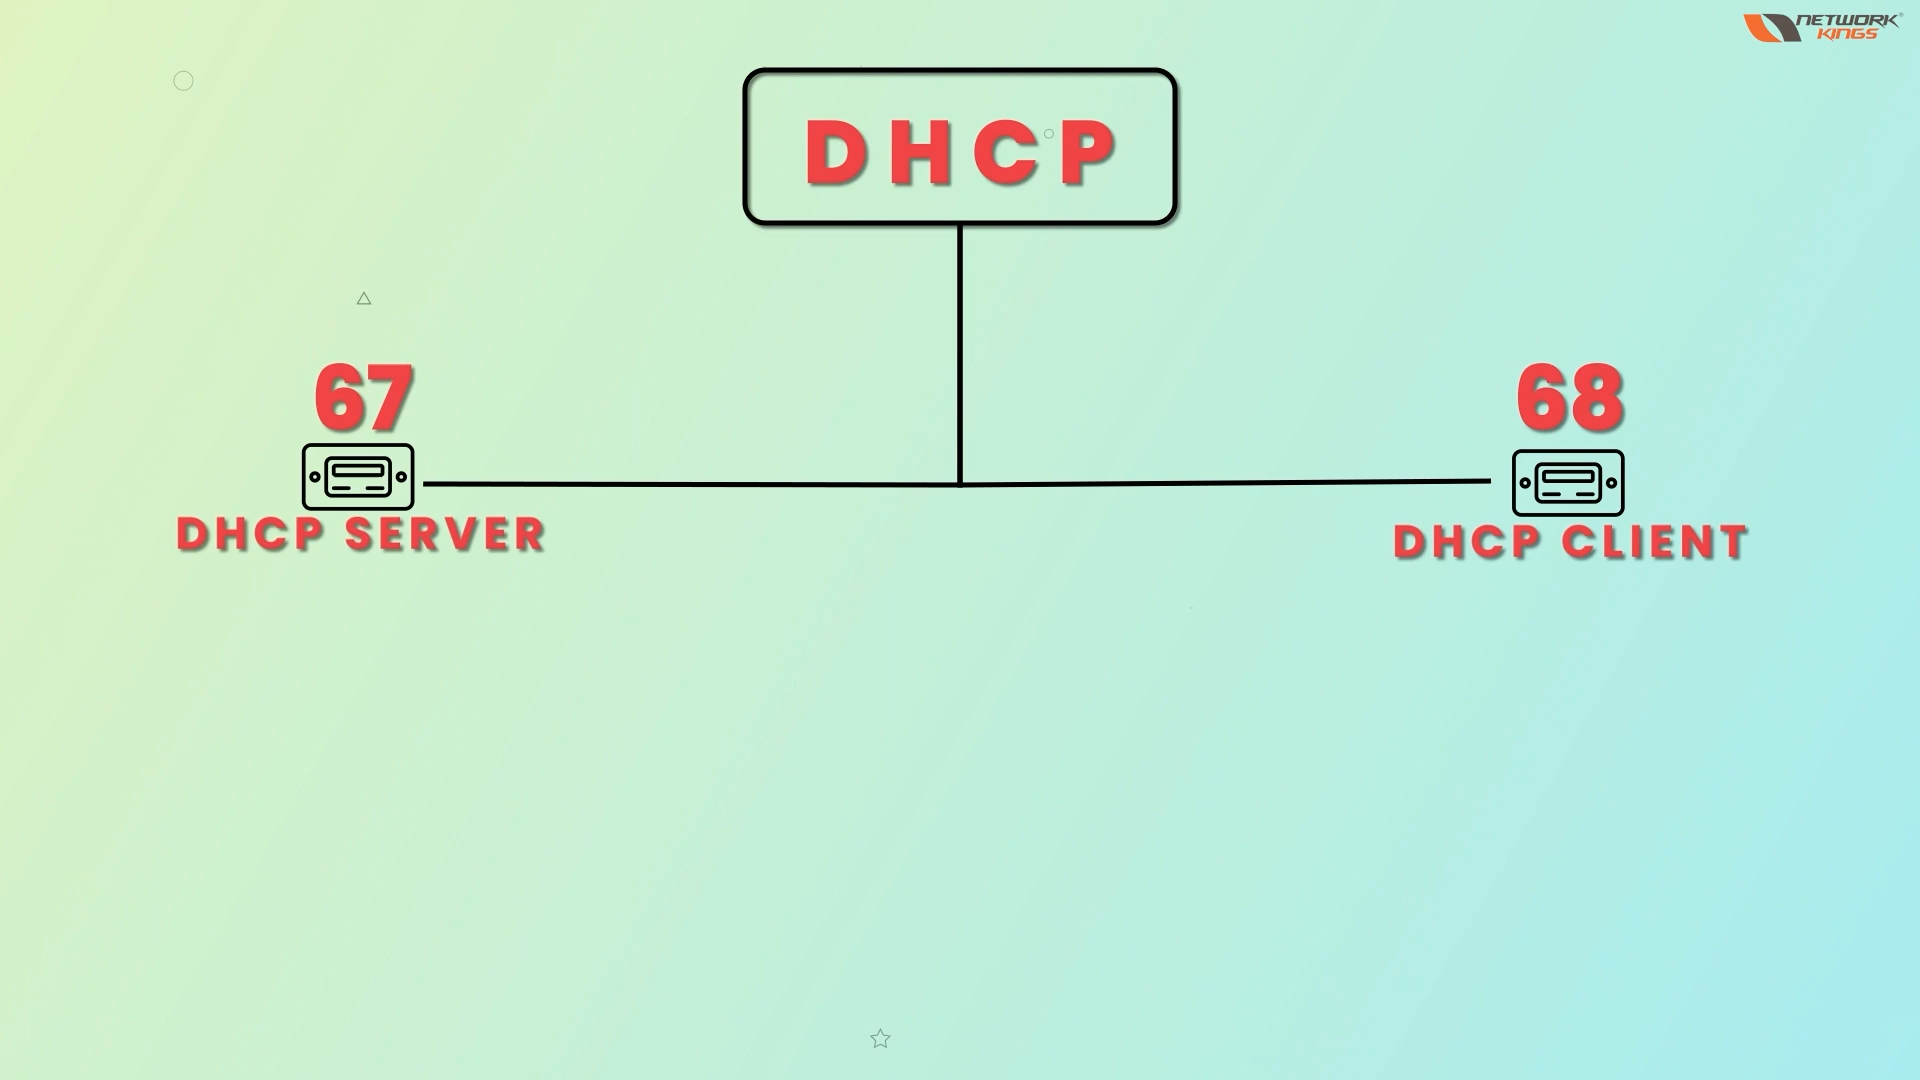 NETWORK
KINGS
DHCP
67
68
DHCP SERVER
DHCP CLIENT